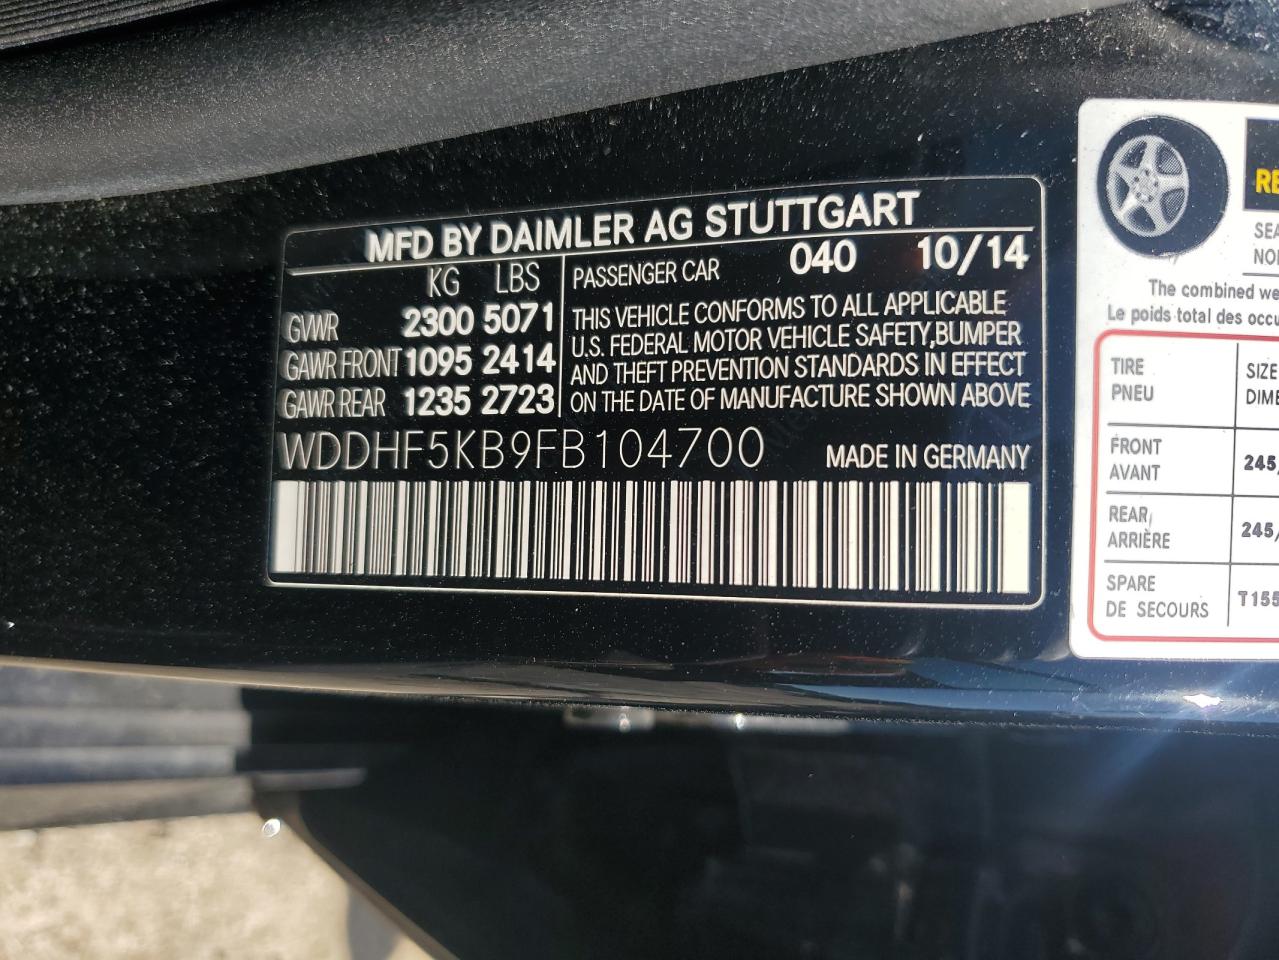 MFD BY DAIMLER AG STUTTGART
KG LBS
PASSENGER CAR 040 10/14
GVWR 2300 5071
GAWR FRONT 1095 2414
GAWR REAR 1235 2723
THIS VEHICLE CONFORMS TO ALL APPLICABLE
U.S. FEDERAL MOTOR VEHICLE SAFETY, BUMPER
AND THEFT PREVENTION STANDARDS IN EFFECT
ON THE DATE OF MANUFACTURE SHOWN ABOVE
WDDHF5KB9FB104700 MADE IN GERMANY
The combined
Le poids total des
TIRE
PNEU
SIZE
FRONT
AVANT
245/
REAR
ARRIÈRE
245/
SPARE
DE SECOURS
T155